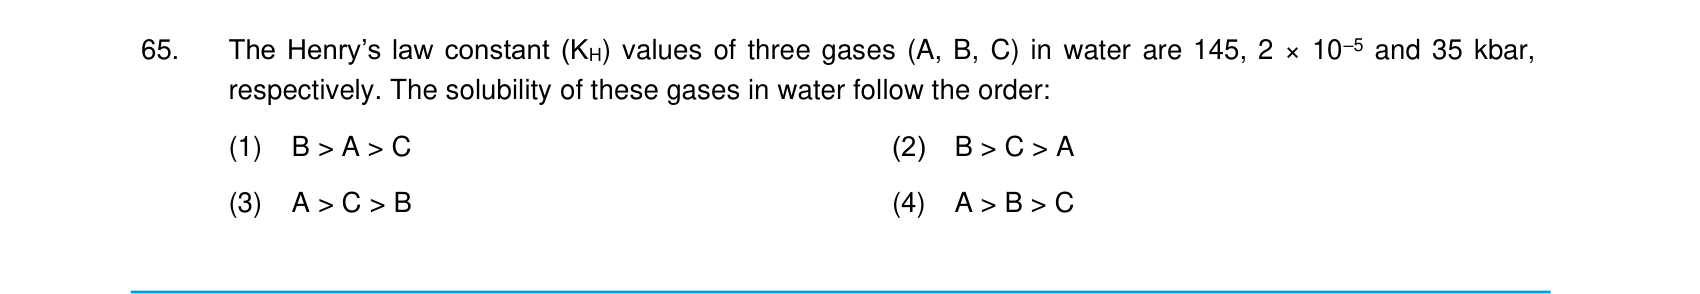 65. The Henry's law constant (K_H) values of three gases (A, B, C) in water are 145, 2 × 10⁻⁵ and 35 kbar,
respectively. The solubility of these gases in water follow the order:
(1) B > A > C (2) B > C > A
(3) A > C > B (4) A > B > C